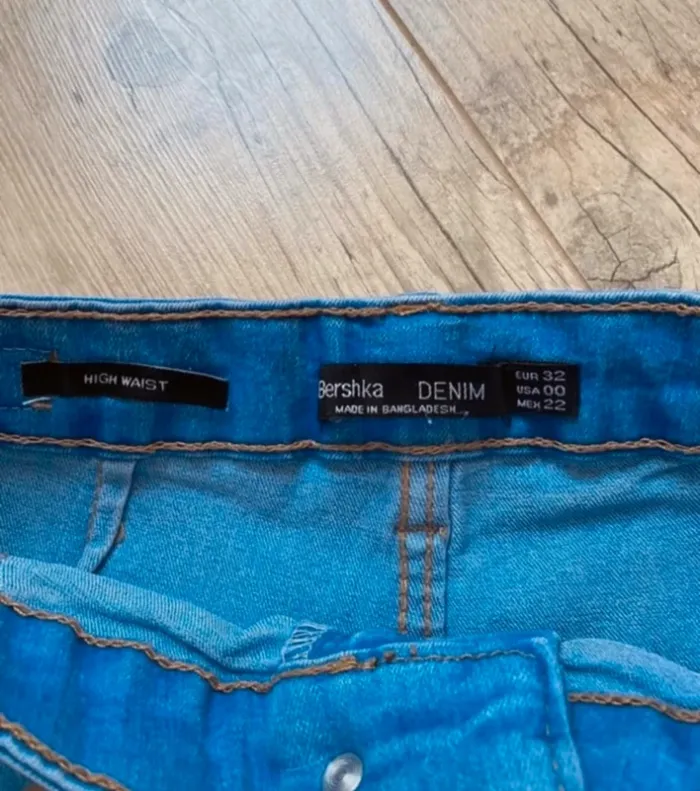 HIGH WAIST
Bershka DENIM
MADE IN BANGLADESH
EUR 32
USA 00
MEX 22